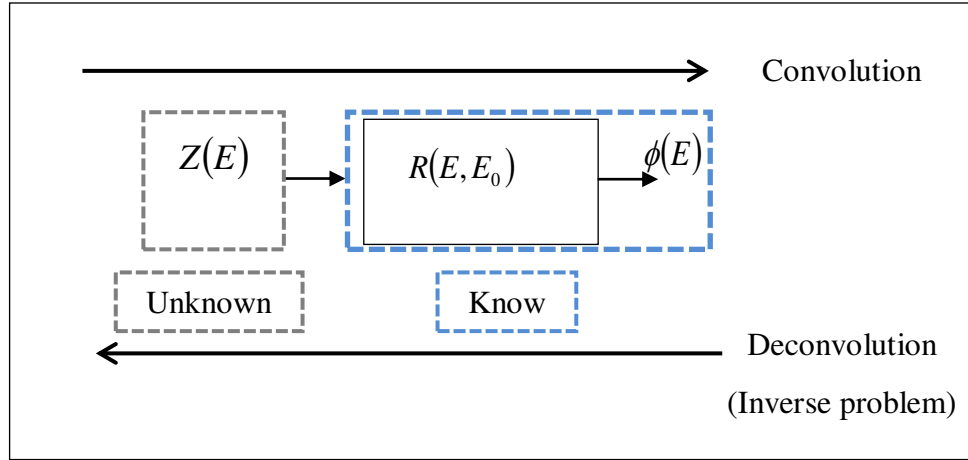 Convolution
Z(E)
R(E, E₀)
ϕ(E)
Unknown
Know
Deconvolution
(Inverse problem)